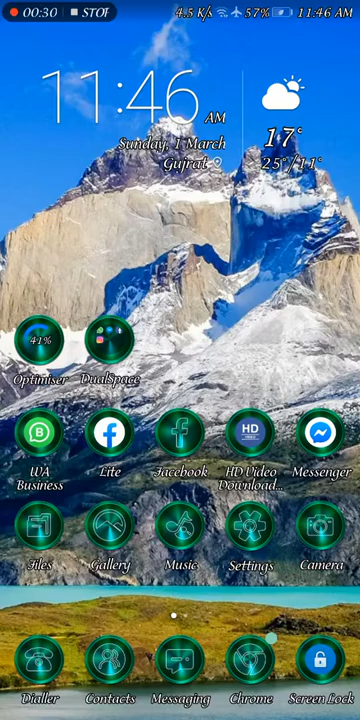 00:30 STOP 4.5 K/s 57% 11:46 AM
11:46 AM
Sunday, 1 March
Gujrat
17°
25°/11°
41%
Optimiser DualSpace
B HD VIDEO
WA Business Lite Facebook HD Video Download... Messenger
Files Gallery Music Settings Camera
Dialler Contacts Messaging Chrome Screen Lock